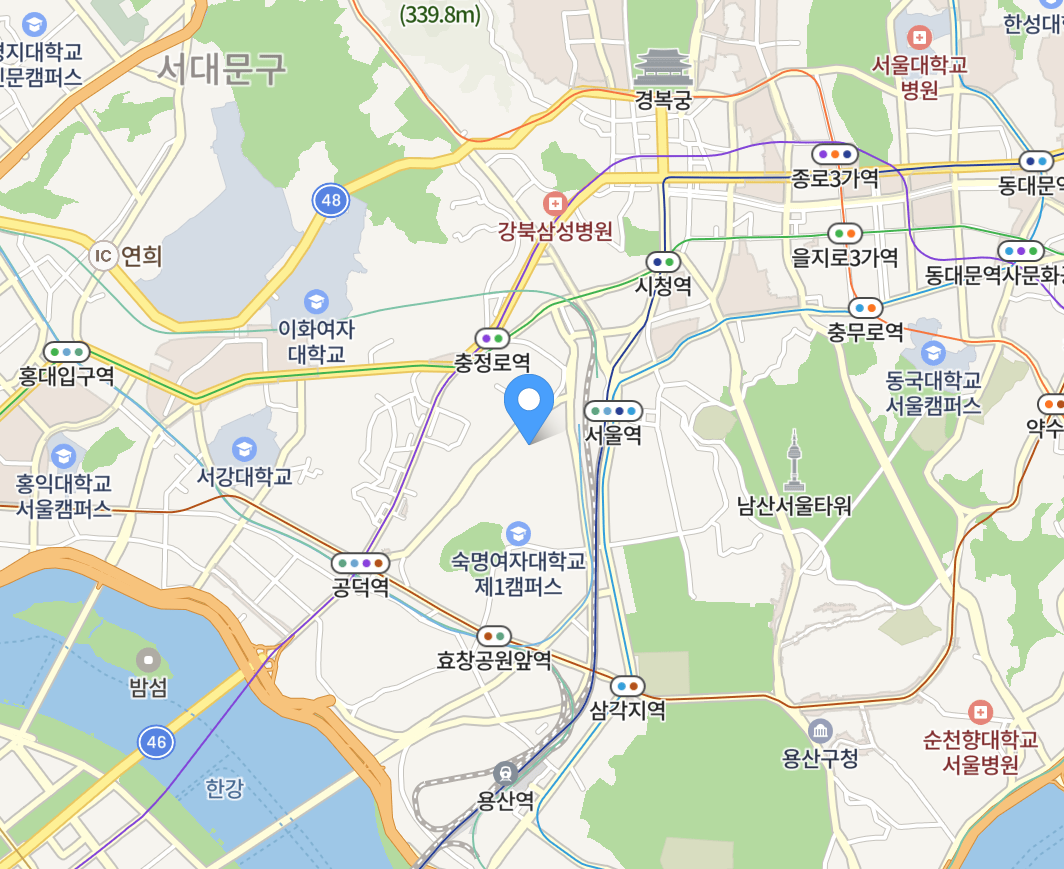 (339.8m)
한성대
명지대학교
인문캠퍼스
서대문구
서울대학교
병원
경복궁
종로3가역
동대문역
48
강북삼성병원
IC 연희
을지로3가역
동대문역사문화공
시청역
이화여자
대학교
충무로역
충정로역
홍대입구역
동국대학교
서울캠퍼스
약수
서울역
서강대학교
홍익대학교
서울캠퍼스
남산서울타워
숙명여자대학교
제1캠퍼스
공덕역
효창공원앞역
밤섬
삼각지역
46
순천향대학교
서울병원
용산구청
한강
용산역